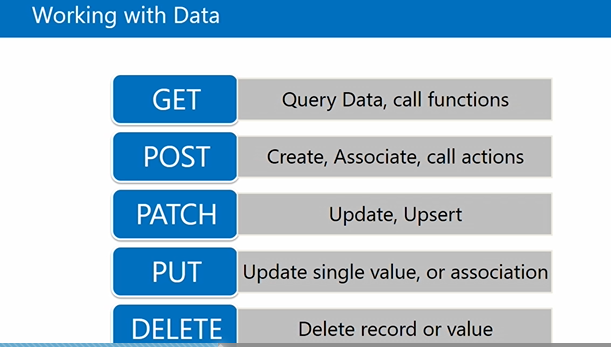 Working with Data
GET Query Data, call functions
POST Create, Associate, call actions
PATCH Update, Upsert
PUT Update single value, or association
DELETE Delete record or value